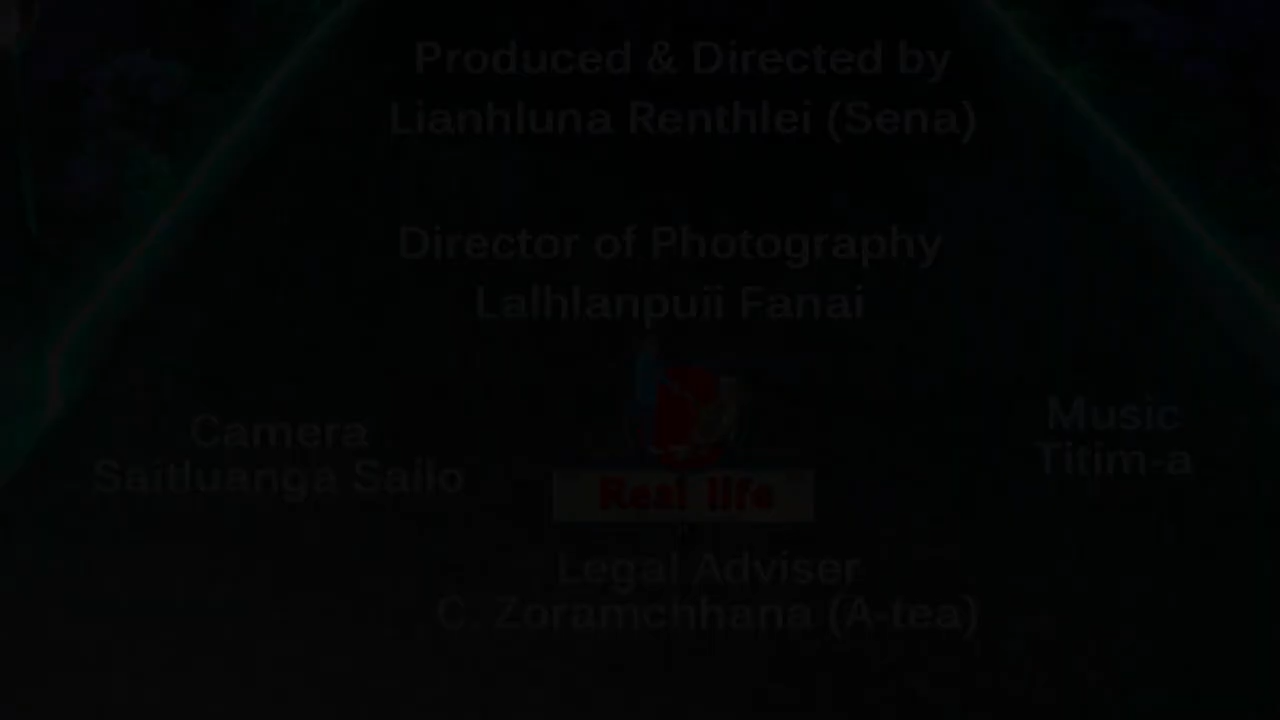 Produced & Directed by
Lianhluna Renthlei (Sena)
Director of Photography
Lalhlanpuii Fanai
Camera
Saitluanga Sailo
Music
Titim-a
Real life
Legal Adviser
C. Zoramchhana (A-tea)